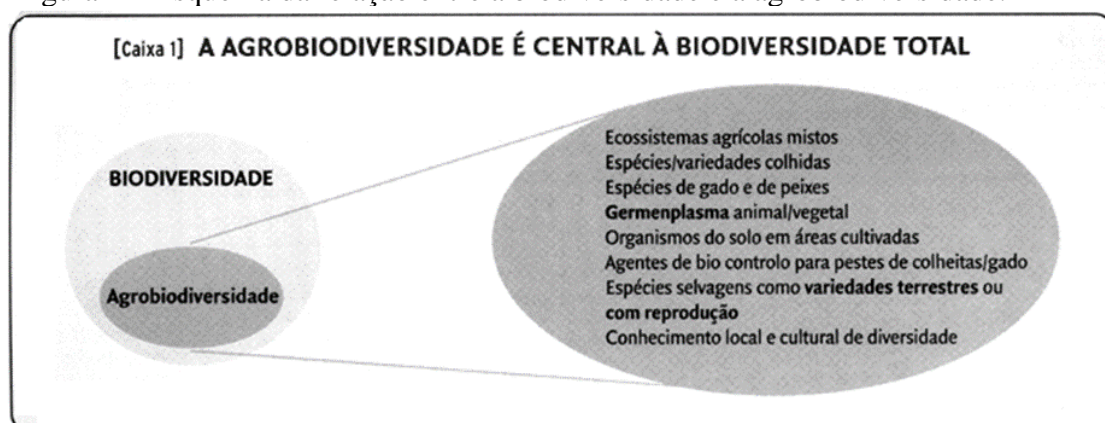 [Caixa 1] A AGROBIODIVERSIDADE É CENTRAL À BIODIVERSIDADE TOTAL
BIODIVERSIDADE
Agrobiodiversidade
Ecossistemas agrícolas mistos
Espécies/variedades colhidas
Espécies de gado e de peixes
Germenplasma animal/vegetal
Organismos do solo em áreas cultivadas
Agentes de bio controlo para pestes de colheitas/gado
Espécies selvagens como variedades terrestres ou
com reprodução
Conhecimento local e cultural de diversidade